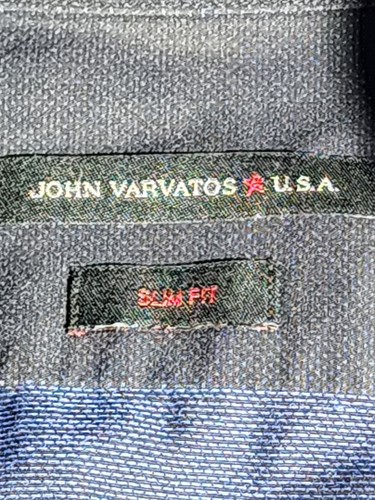 JOHN VARVATOS U.S.A.
SLIM FIT